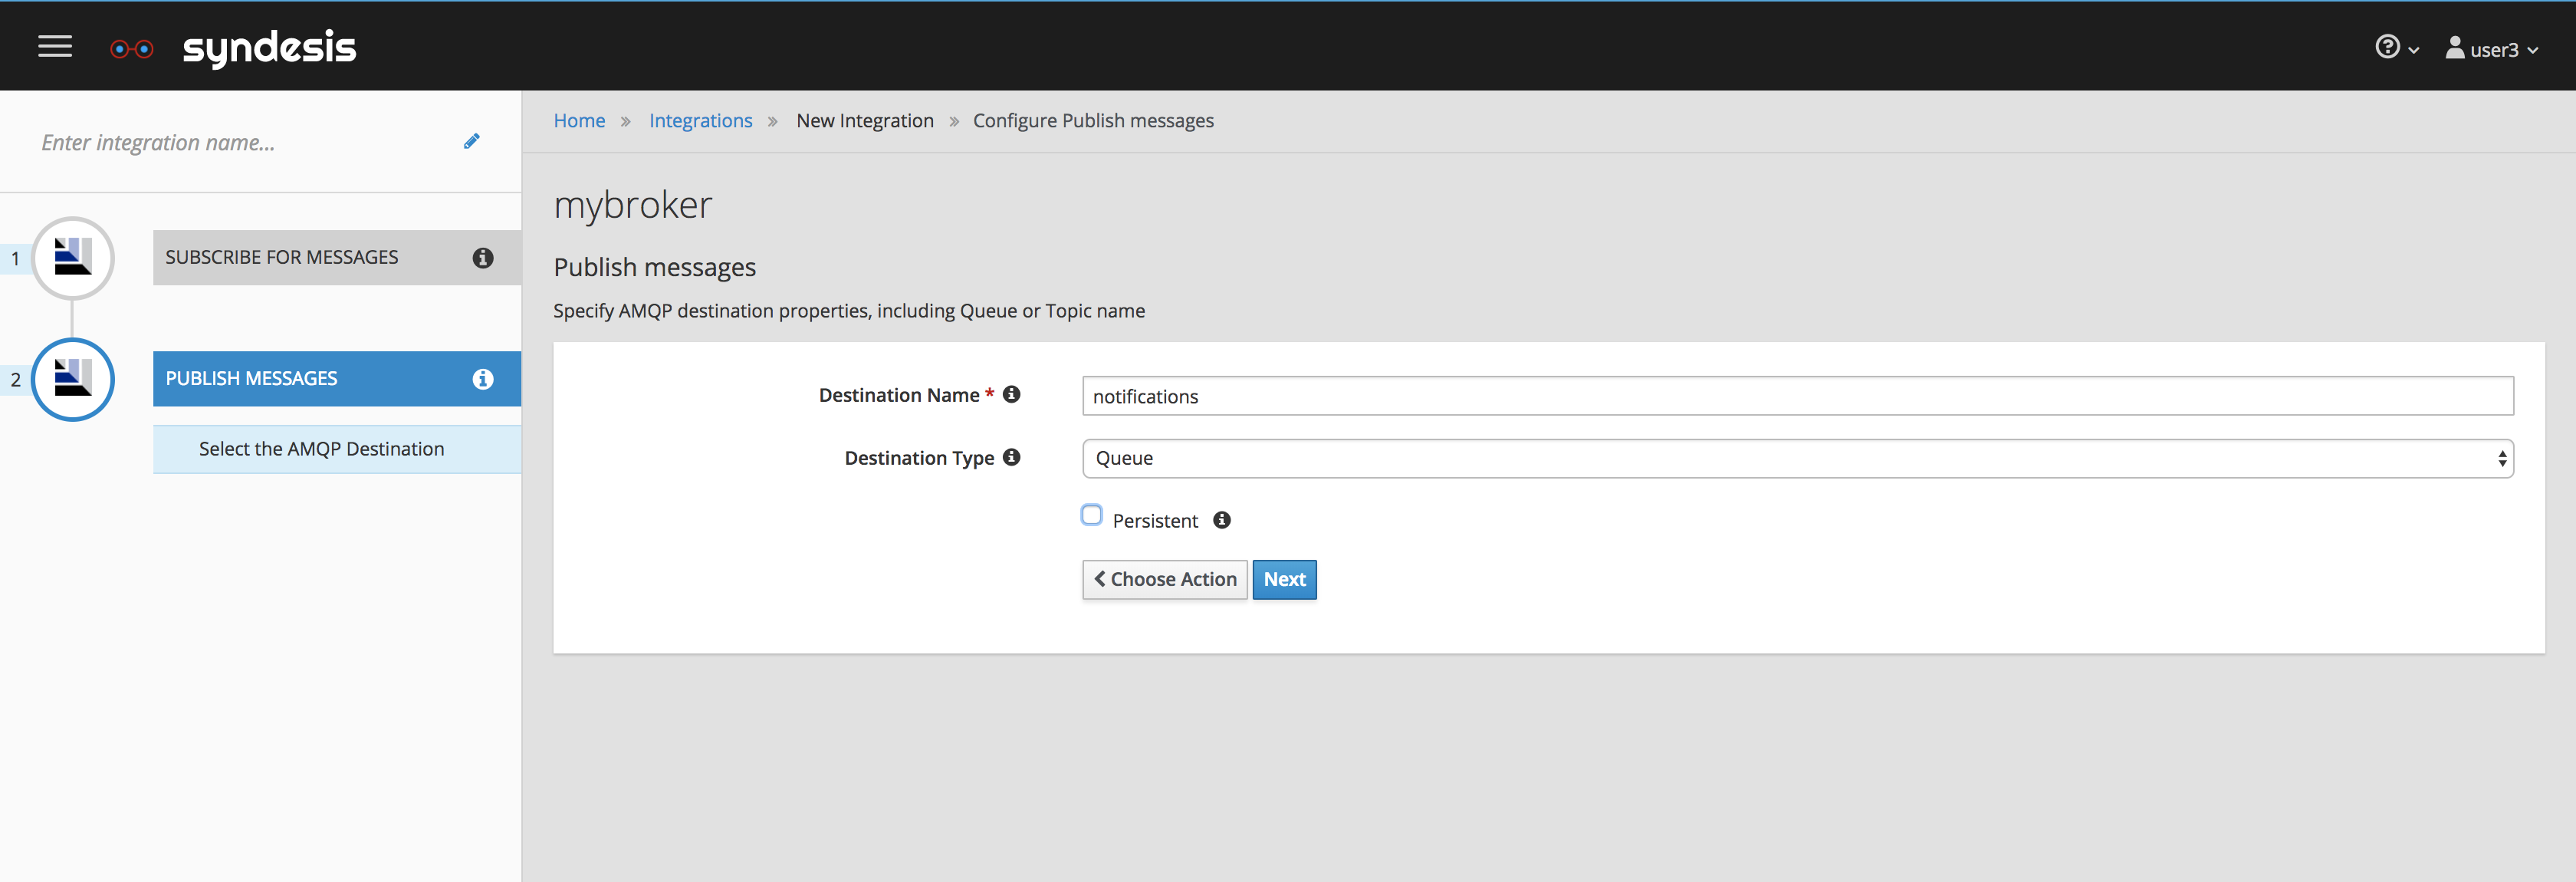 syndesis
user3
Enter integration name...
Home » Integrations » New Integration » Configure Publish messages
1 SUBSCRIBE FOR MESSAGES
2 PUBLISH MESSAGES
Select the AMQP Destination
mybroker
Publish messages
Specify AMQP destination properties, including Queue or Topic name
Destination Name * notifications
Destination Type Queue
Persistent
Choose Action Next